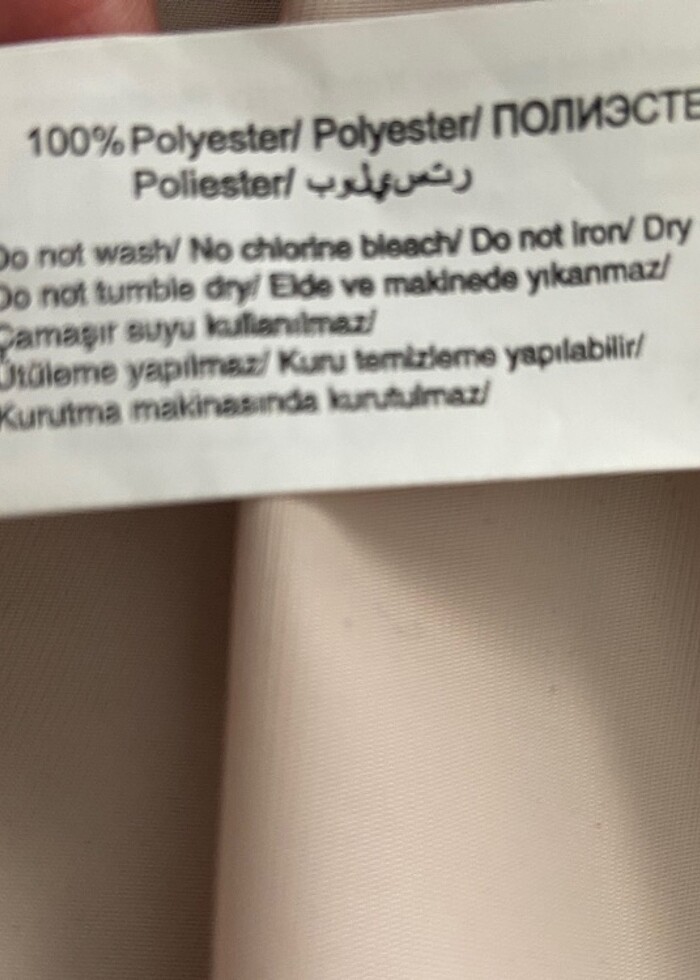 100% Polyester/ Polyester/ ПОЛИЭСТЕ
Poliester/ بوليستر
Do not wash/ No chlorine bleach/ Do not iron/ Dry
Do not tumble dry/ Elde ve makinede yıkanmaz/
Çamaşır suyu kullanılmaz/
Ütüleme yapılmaz/ Kuru temizleme yapılabilir/
Kurutma makinasında kurutulmaz/